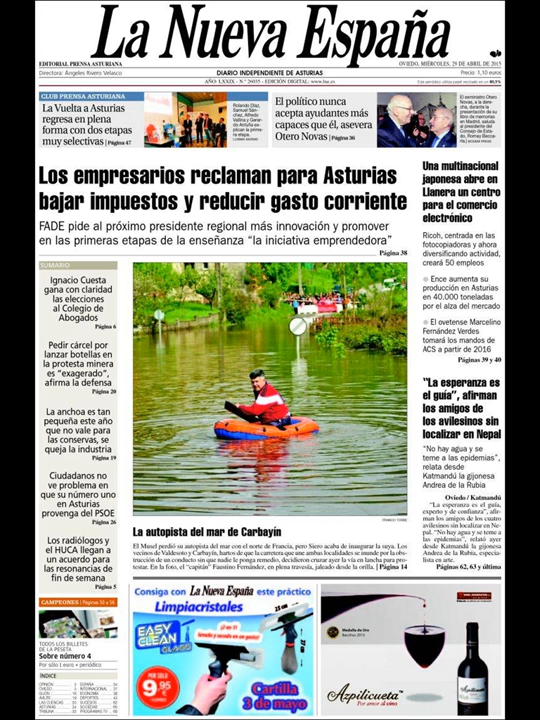 La Nueva España
EDITORIAL PRENSA ASTURIANA
OVIEDO, MIÉRCOLES, 29 DE ABRIL DE 2015
Directora: Ángeles Rivero Velasco
DIARIO INDEPENDIENTE DE ASTURIAS
Precio: 1,10 euros
AÑO LXXIX - N.º 26035 - EDICIÓN DIGITAL: www.lne.es
CLUB PRENSA ASTURIANA
La Vuelta a Asturias
regresa en plena
forma con dos etapas
muy selectivas | Página 47
El político nunca
acepta ayudantes más
capaces que él, asevera
Otero Novas | Página 36
Los empresarios reclaman para Asturias
bajar impuestos y reducir gasto corriente
FADE pide al próximo presidente regional más innovación y promover
en las primeras etapas de la enseñanza “la iniciativa emprendedora”
Página 38
Una multinacional
japonesa abre en
Llanera un centro
para el comercio
electrónico
Ricoh, centrada en las
fotocopiadoras y ahora
diversificando actividad,
creará 50 empleos
Ence aumenta su
producción en Asturias
en 40.000 toneladas
por el alza del mercado
El ovetense Marcelino
Fernández Verdes
tomará los mandos de
ACS a partir de 2016
Páginas 39 y 40
“La esperanza es
el guía”, afirman
los amigos de
los avilesinos sin
localizar en Nepal
“No hay agua y se
teme a las epidemias”,
relata desde
Katmandú la gijonesa
Andrea de la Rubia
Oviedo / Katmandú
“La esperanza es el guía,
experto y de confianza”, afir-
man los amigos de los cuatro
avilesinos sin localizar en Ne-
pal. “No hay agua y se teme
a las epidemias”, relató ayer
desde Katmandú la gijonesa
Andrea de la Rubia, especia-
lista en arte.
Páginas 62, 63 y última
SUMARIO
Ignacio Cuesta
gana con claridad
las elecciones
al Colegio de
Abogados
Página 6
Pedir cárcel por
lanzar botellas en
la protesta minera
es “exagerado”,
afirma la defensa
Página 20
La anchoa es tan
pequeña este año
que no vale para
las conservas, se
queja la industria
Página 19
Ciudadanos no
ve problema en
que su número uno
en Asturias
provenga del PSOE
Página 26
Los radiólogos y
el HUCA llegan a
un acuerdo para
las resonancias de
fin de semana
Página 5
La autopista del mar de Carbayín
El Musel perdió su autopista del mar con el norte de Francia, pero Siero acaba de inaugurar la suya. Los
vecinos de Valdesoto y Carbayín, hartos de que la carretera que une ambas localidades se inunde por la obs-
trucción de un conducto sin que nadie le ponga remedio, decidieron cruzar ayer la vía en lancha para pro-
testar. En la foto, el “capitán” Faustino Fernández, en plena travesía, jaleado desde la orilla. | Página 14
CAMPEONES | Páginas 50 a 56
TODOS LOS BILLETES
DE LA PESETA
Sobre número 4
Por sólo 1 euro + periódico
ÍNDICE
Consiga con La Nueva España este práctico
Limpiacristales
EASY
CLEAN
GLASS
POR SÓLO
9'95
Cartilla
3 de mayo
Medalla de Oro
Azpilicueta
Por amor al vino